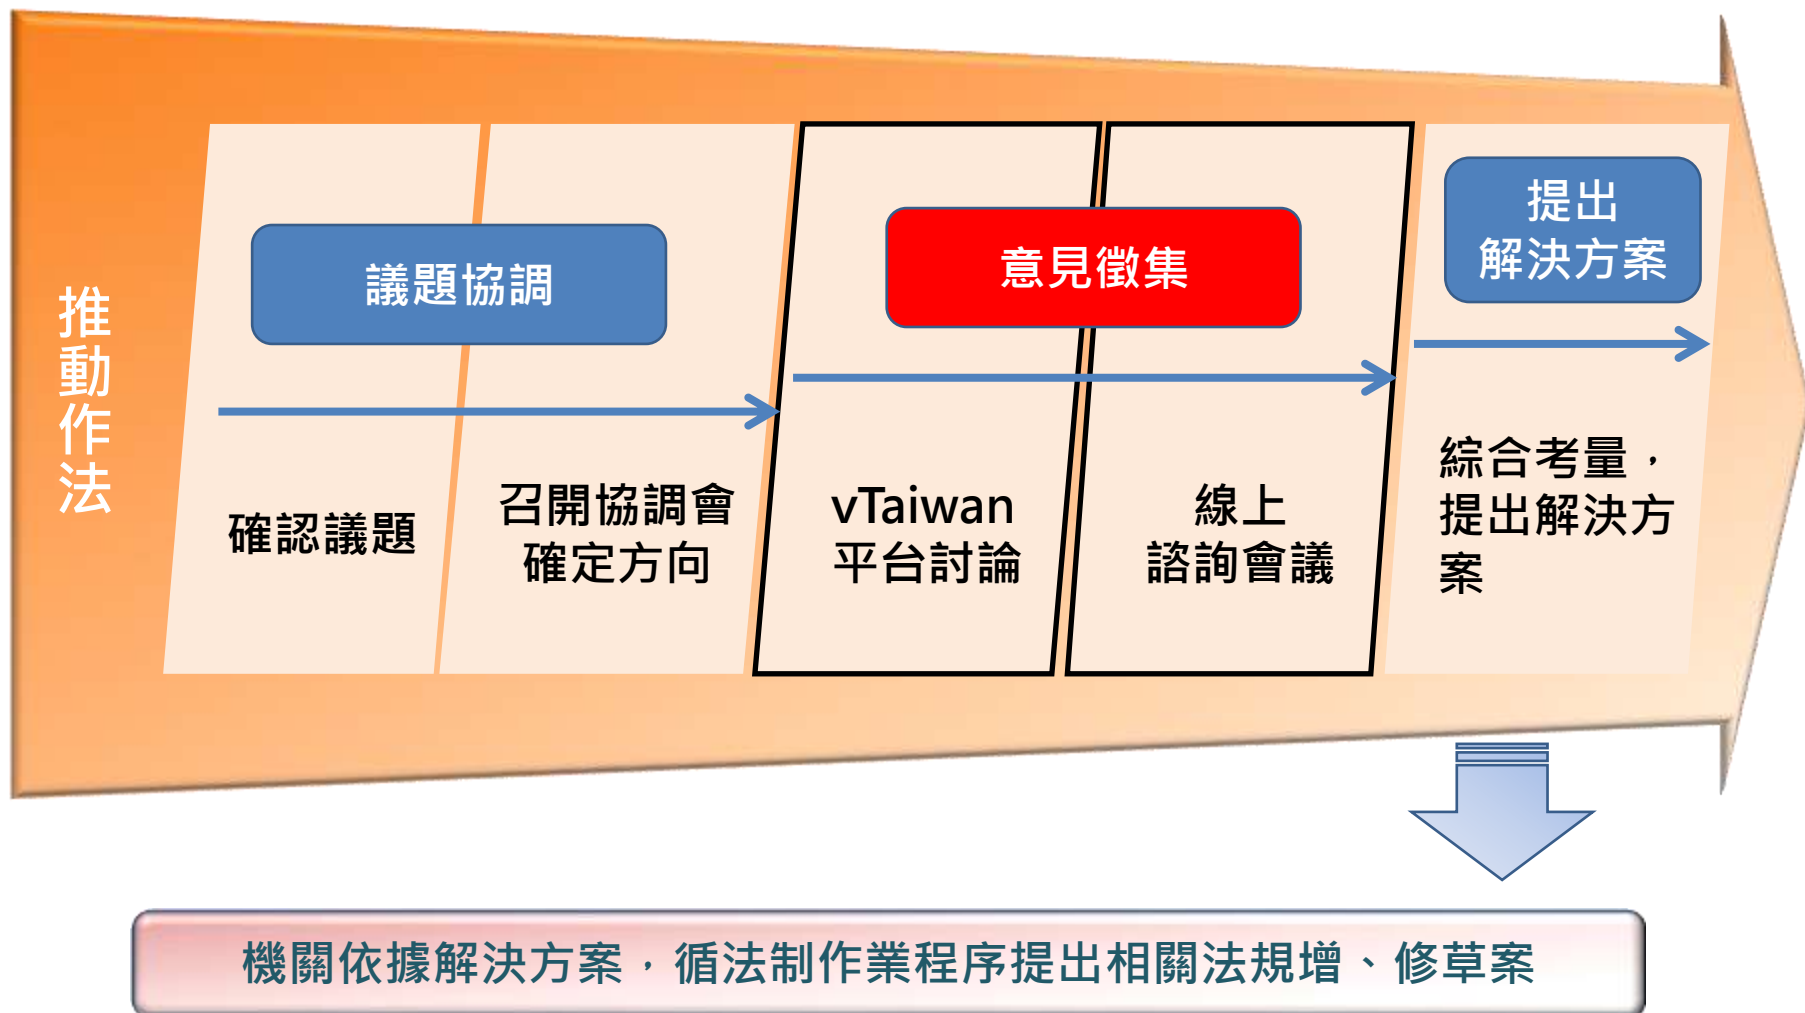 推動作法
議題協調
意見徵集
提出
解決方案
確認議題
召開協調會
確定方向
vTaiwan
平台討論
線上
諮詢會議
綜合考量，
提出解決方
案
機關依據解決方案，循法制作業程序提出相關法規增、修草案